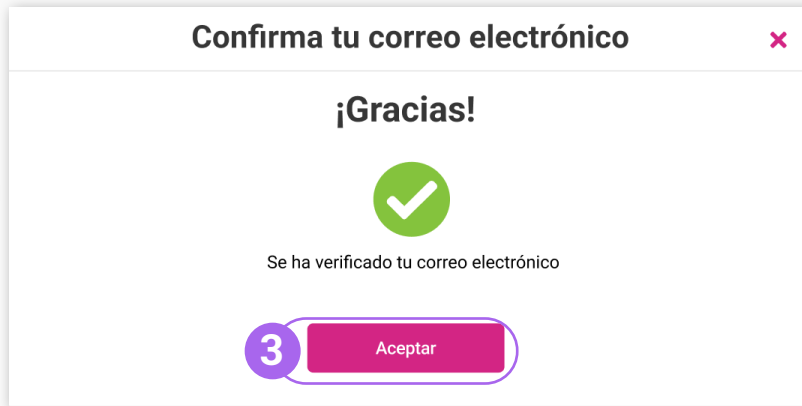 Confirma tu correo electrónico
¡Gracias!
Se ha verificado tu correo electrónico
3 Aceptar